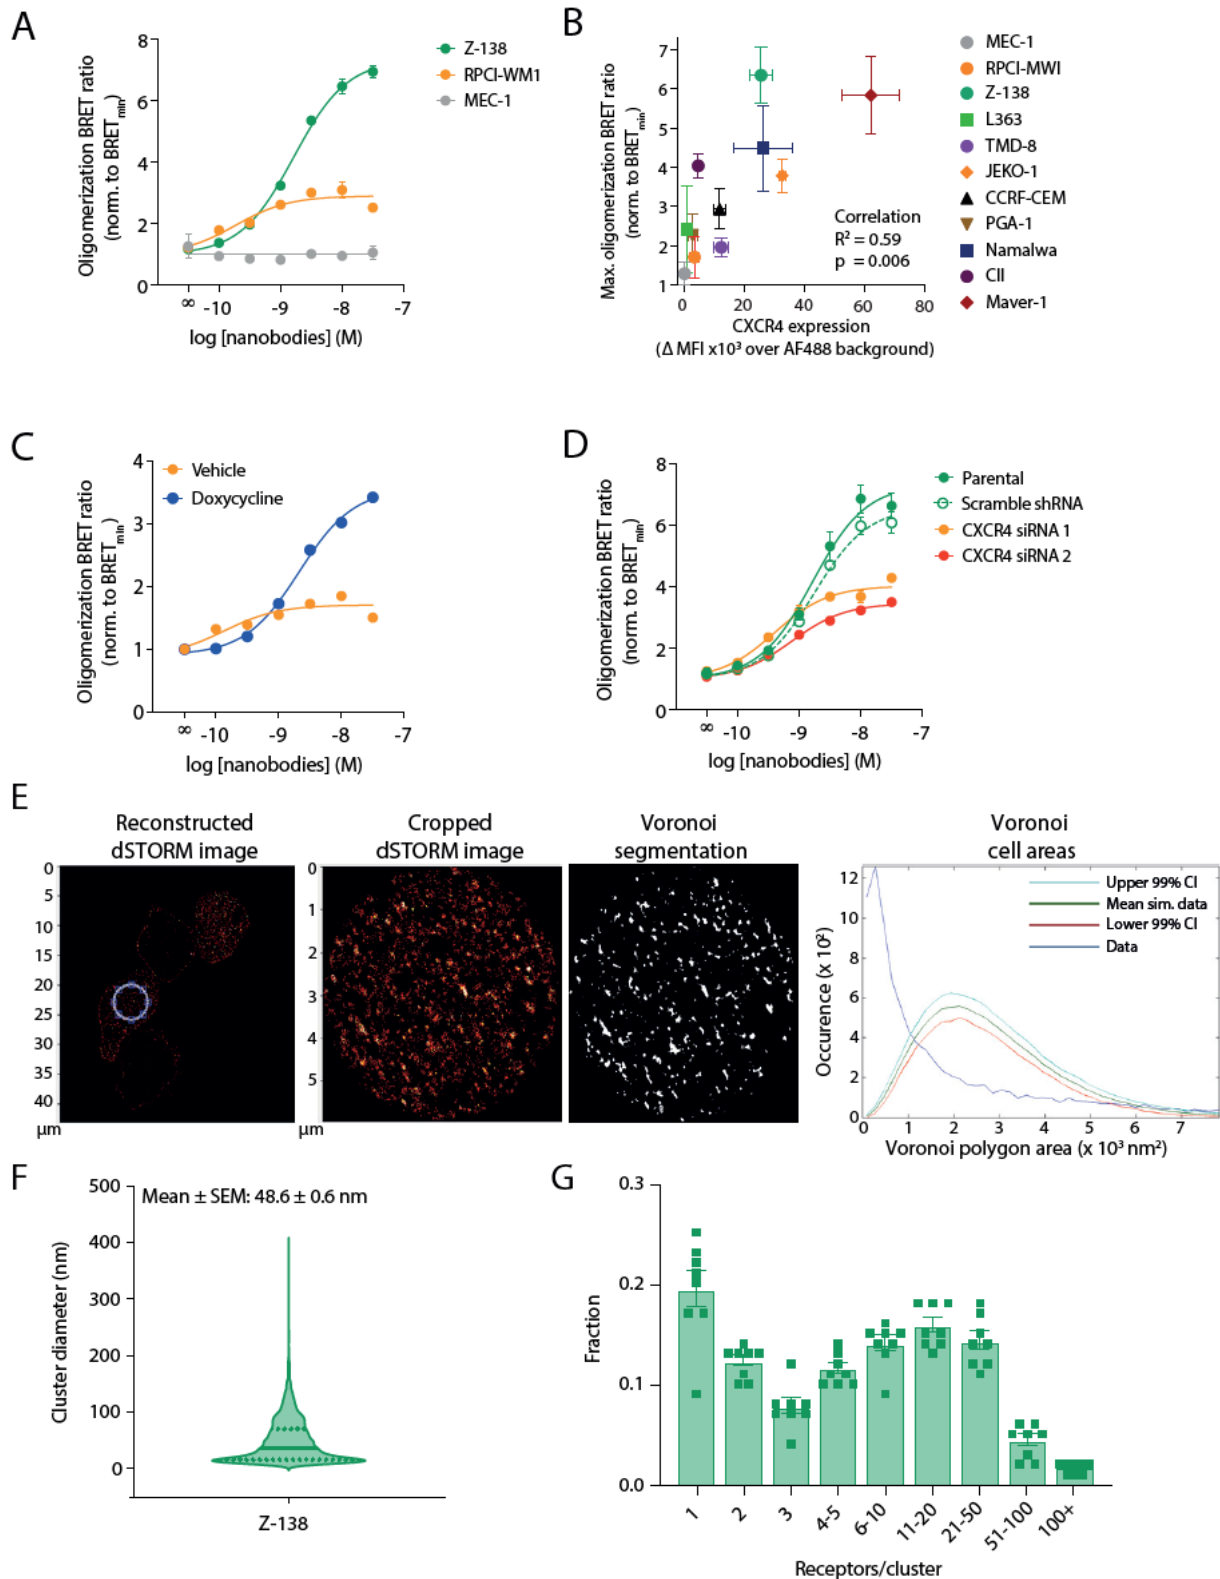 A
Oligomerization BRET ratio
(norm. to BRETmin)
8
6
4
2
0
∞
-10
-9
-8
-7
log [nanobodies] (M)
Z-138
RPCI-WM1
MEC-1
B
Max. oligomerization BRET ratio
(norm. to BRETmin)
7
6
5
4
3
2
1
0
20
40
60
80
CXCR4 expression
(Δ MFI x10³ over AF488 background)
Correlation
R² = 0.59
p = 0.006
MEC-1
RPCI-MWI
Z-138
L363
TMD-8
JEKO-1
CCRF-CEM
PGA-1
Namalwa
CII
Maver-1
C
Oligomerization BRET ratio
(norm. to BRETmin)
4
3
2
1
0
∞
-10
-9
-8
-7
log [nanobodies] (M)
Vehicle
Doxycycline
D
Oligomerization BRET ratio
(norm. to BRETmin)
8
6
4
2
0
∞
-10
-9
-8
-7
log [nanobodies] (M)
Parental
Scramble shRNA
CXCR4 siRNA 1
CXCR4 siRNA 2
E
Reconstructed
dSTORM image
0
5
10
15
20
25
30
35
40
μm
Cropped
dSTORM image
0
1
2
3
4
5
μm
Voronoi
segmentation
Voronoi
cell areas
Occurence (x 10²)
12
10
8
6
4
2
0
0
1
2
3
4
5
6
7
Voronoi polygon area (x 10³ nm²)
Upper 99% CI
Mean sim. data
Lower 99% CI
Data
F
Mean ± SEM: 48.6 ± 0.6 nm
Cluster diameter (nm)
500
400
300
200
100
0
Z-138
G
Fraction
0.3
0.2
0.1
0.0
1
2
3
4-5
6-10
11-20
21-50
51-100
100+
Receptors/cluster